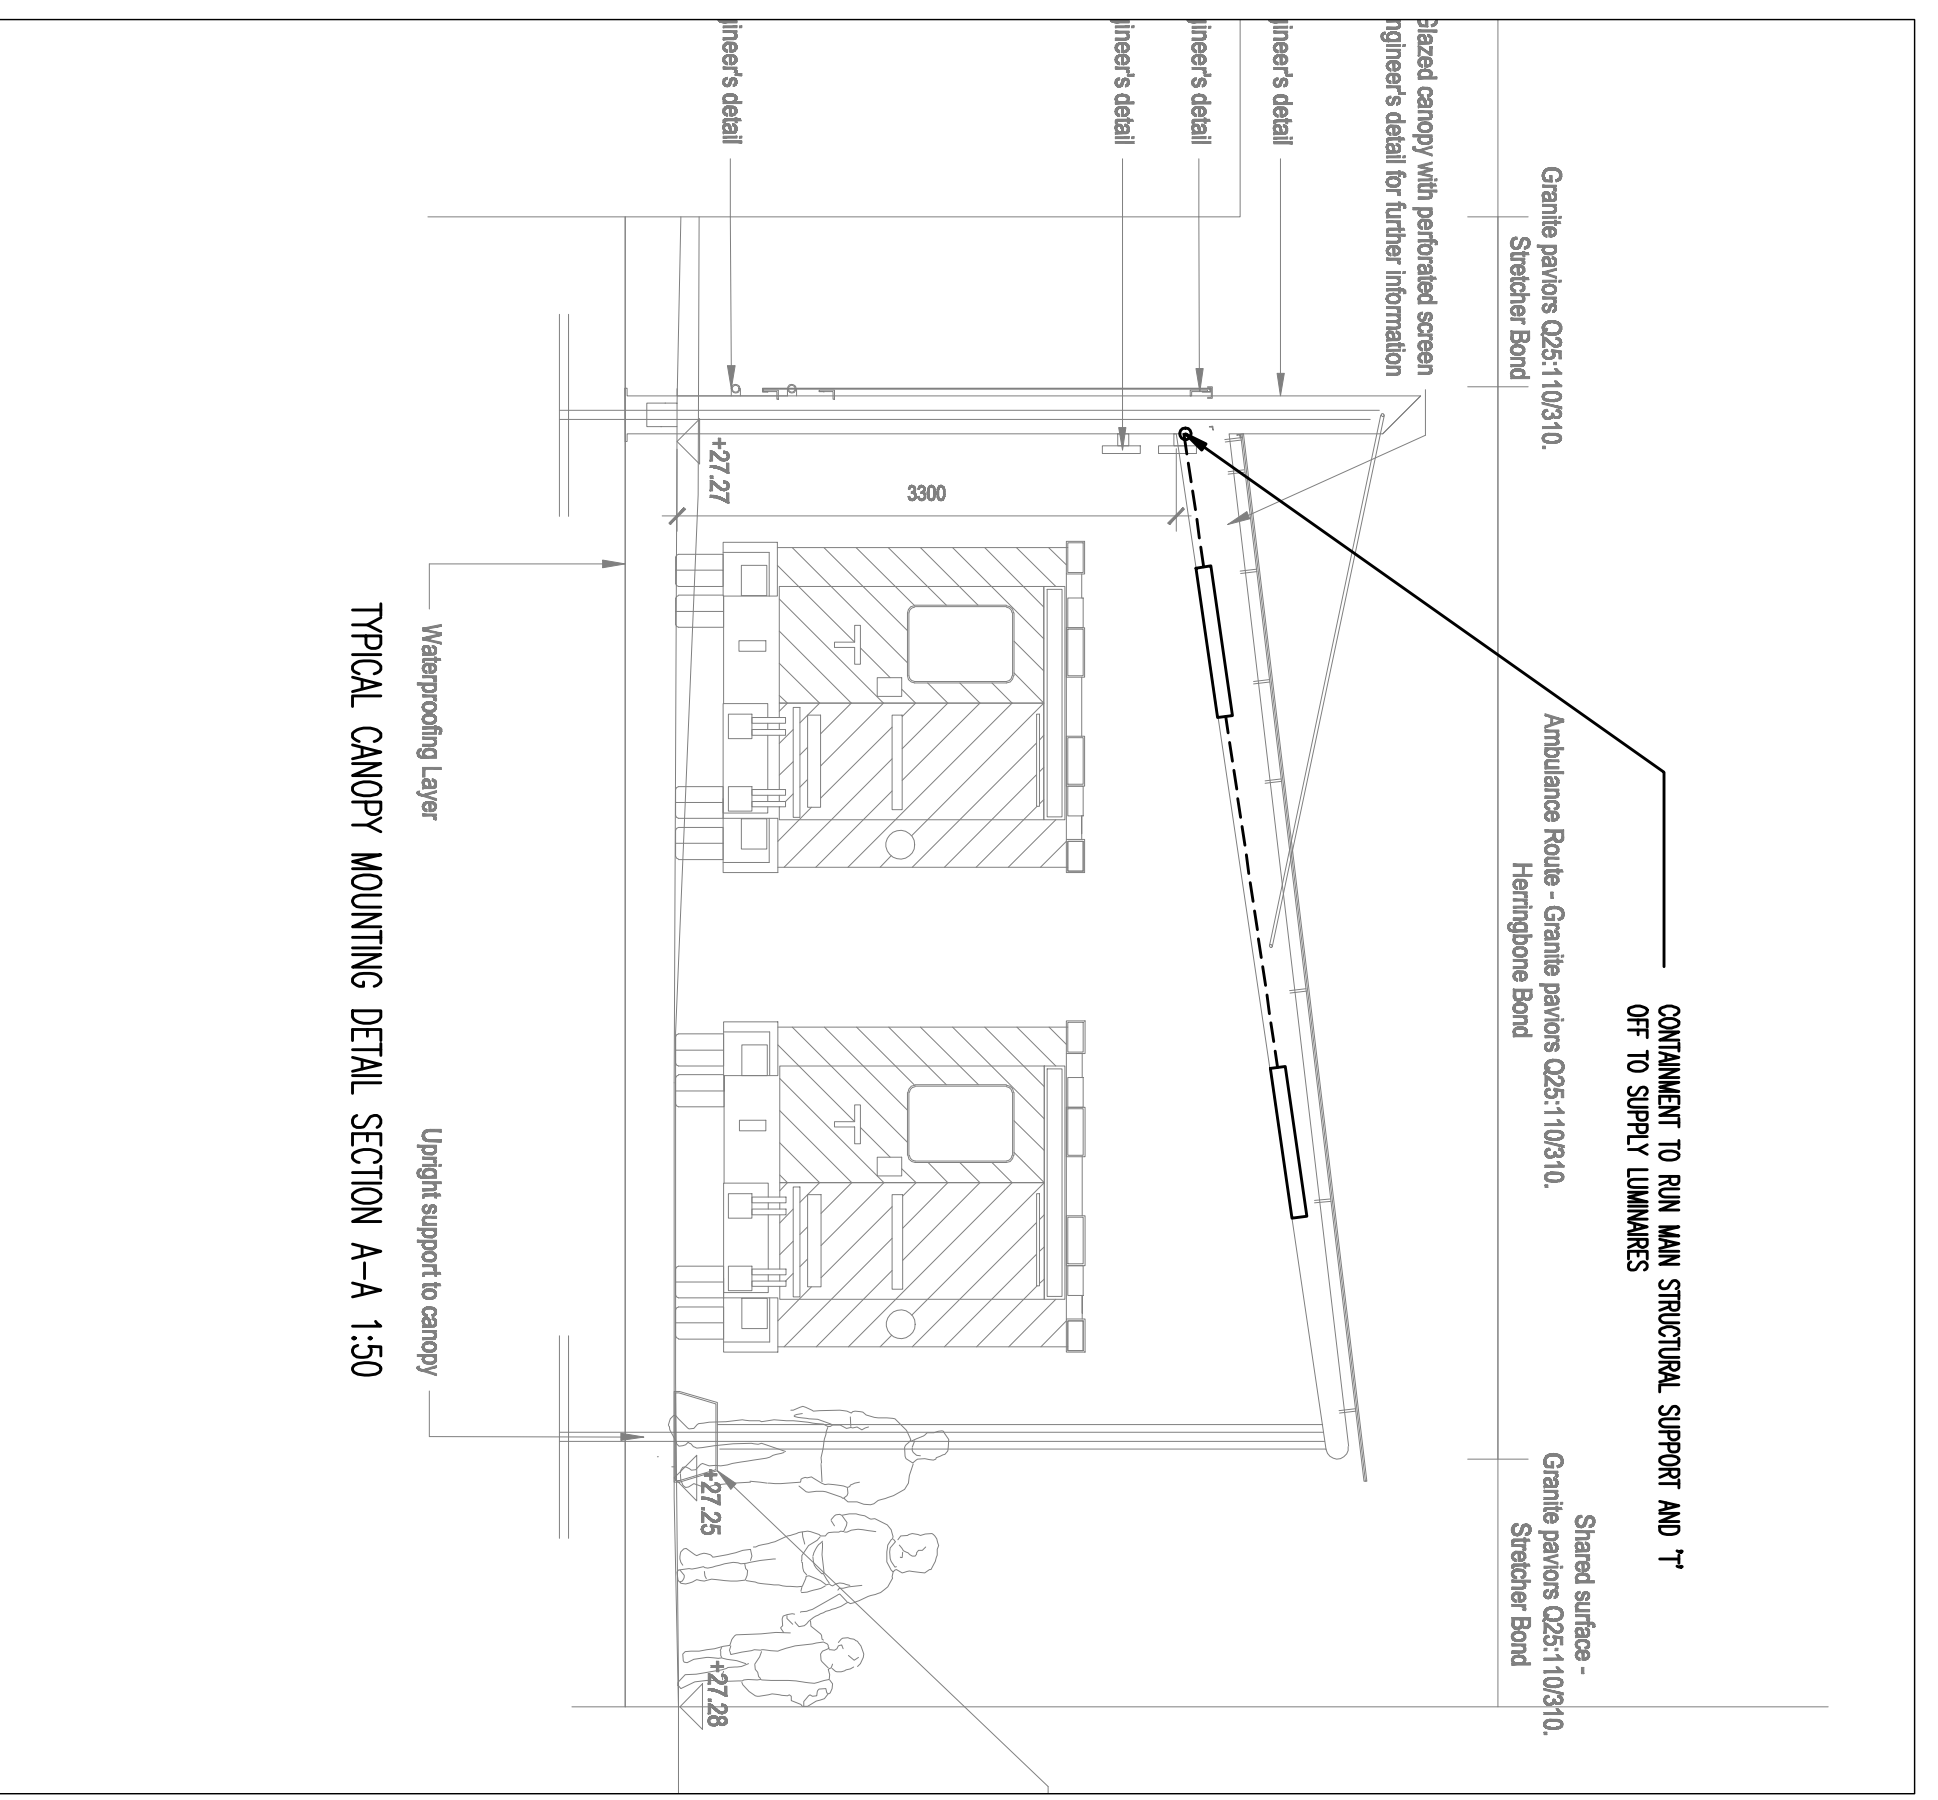 CONTAINMENT TO RUN MAIN STRUCTURAL SUPPORT AND 'T'
OFF TO SUPPLY LUMINAIRES
Granite paviors Q25:110/310.
Stretcher Bond
Ambulance Route - Granite paviors Q25:110/310.
Herringbone Bond
Shared surface -
Granite paviors Q25:110/310.
Stretcher Bond
Glazed canopy with perforated screen
ngineer's detail for further information
gineer's detail
gineer's detail
gineer's detail
gineer's detail
3300
+27.27
+27.25
+27.28
Waterproofing Layer
Upright support to canopy
TYPICAL CANOPY MOUNTING DETAIL SECTION A-A 1:50